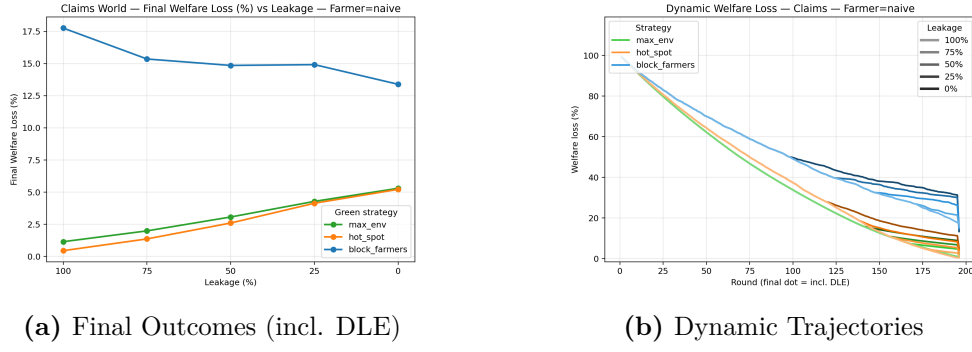 Claims World — Final Welfare Loss (%) vs Leakage — Farmer=naive
17.5
15.0
12.5
10.0
7.5
5.0
2.5
0.0
Final Welfare Loss (%)
100
75
50
25
0
Leakage (%)
Green strategy
max_env
hot_spot
block_farmers
(a) Final Outcomes (incl. DLE)
Dynamic Welfare Loss — Claims — Farmer=naive
Strategy
max_env
hot_spot
block_farmers
Leakage
100%
75%
50%
25%
0%
100
80
60
40
20
0
Welfare loss (%)
0
25
50
75
100
125
150
175
200
Round (final dot = incl. DLE)
(b) Dynamic Trajectories